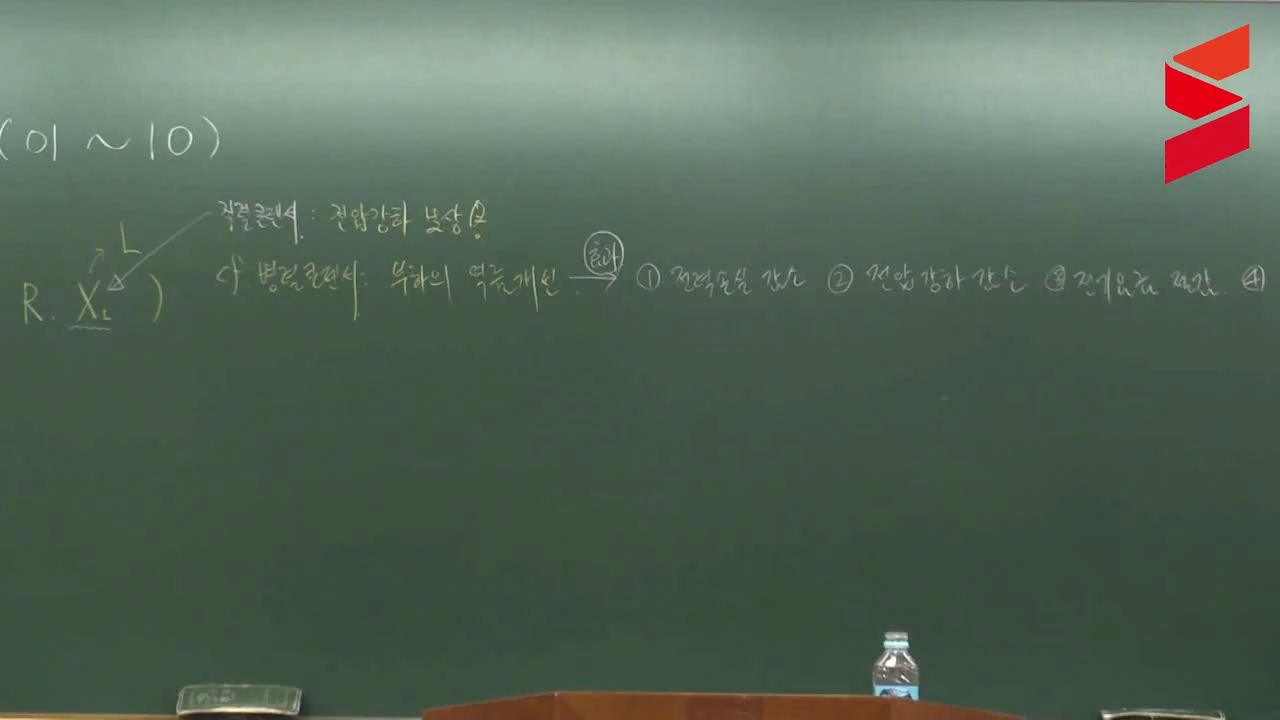 (01 ~ 10)
직렬콘덴서 : 전압강하 보상용
L
cf. 병렬콘덴서 : 부하의 역률개선 → 효과 ① 전력손실 감소 ② 전압강하 감소 ③ 전기요금 절감. ④
R. X_L )